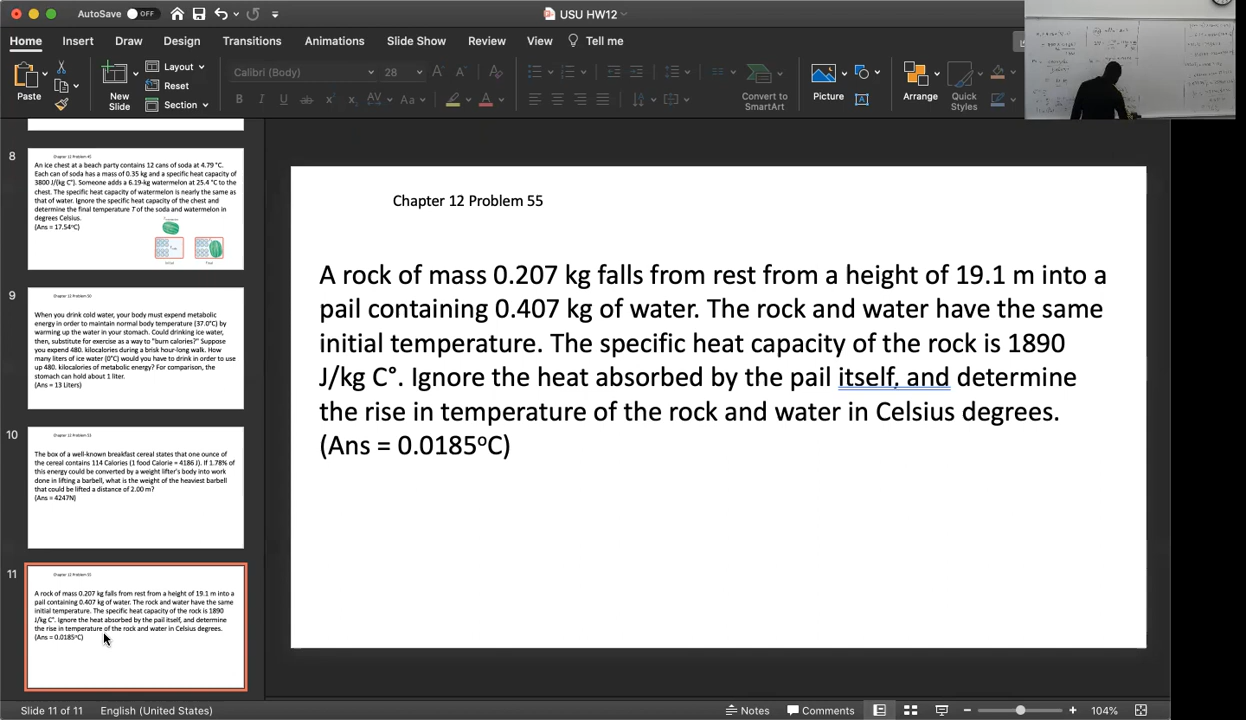 AutoSave OFF
USU HW12
Home Insert Draw Design Transitions Animations Slide Show Review View Tell me
Paste
New
Slide
Layout
Reset
Section
Calibri (Body) 28
Convert to
SmartArt
Picture
Arrange
Quick
Styles
8
Chapter 12 Problem 41
An ice chest at a beach party contains 12 cans of soda at 4.79 °C.
Each can of soda has a mass of 0.35 kg and a specific heat capacity of
3800 J/(kg C°). Someone adds a 6.19-kg watermelon at 25.4 °C to the
chest. The specific heat capacity of watermelon is nearly the same as
that of water. Ignore the specific heat capacity of the chest and
determine the final temperature T of the soda and watermelon in
degrees Celsius.
(Ans = 17.54°C)
9
Chapter 12 Problem 50
When you drink cold water, your body must expend metabolic
energy in order to maintain normal body temperature (37.0°C) by
warming up the water in your stomach. Could drinking ice water,
then, substitute for exercise as a way to "burn calories?" Suppose
you expend 480. kilocalories during a brisk hour-long walk. How
many liters of ice water (0°C) would you have to drink in order to use
up 480. kilocalories of metabolic energy? For comparison, the
stomach can hold about 1 liter.
(Ans = 13 Liters)
10
Chapter 12 Problem 53
The box of a well-known breakfast cereal states that one ounce of
the cereal contains 114 Calories (1 food Calorie = 4186 J). If 1.78% of
this energy could be converted by a weight lifter's body into work
done in lifting a barbell, what is the weight of the heaviest barbell
that could be lifted a distance of 2.00 m?
(Ans = 4247N)
11
Chapter 12 Problem 55
A rock of mass 0.207 kg falls from rest from a height of 19.1 m into a
pail containing 0.407 kg of water. The rock and water have the same
initial temperature. The specific heat capacity of the rock is 1890
J/kg C°. Ignore the heat absorbed by the pail itself, and determine
the rise in temperature of the rock and water in Celsius degrees.
(Ans = 0.0185°C)
Chapter 12 Problem 55
A rock of mass 0.207 kg falls from rest from a height of 19.1 m into a
pail containing 0.407 kg of water. The rock and water have the same
initial temperature. The specific heat capacity of the rock is 1890
J/kg C°. Ignore the heat absorbed by the pail itself, and determine
the rise in temperature of the rock and water in Celsius degrees.
(Ans = 0.0185°C)
Slide 11 of 11 English (United States) Notes Comments 104%